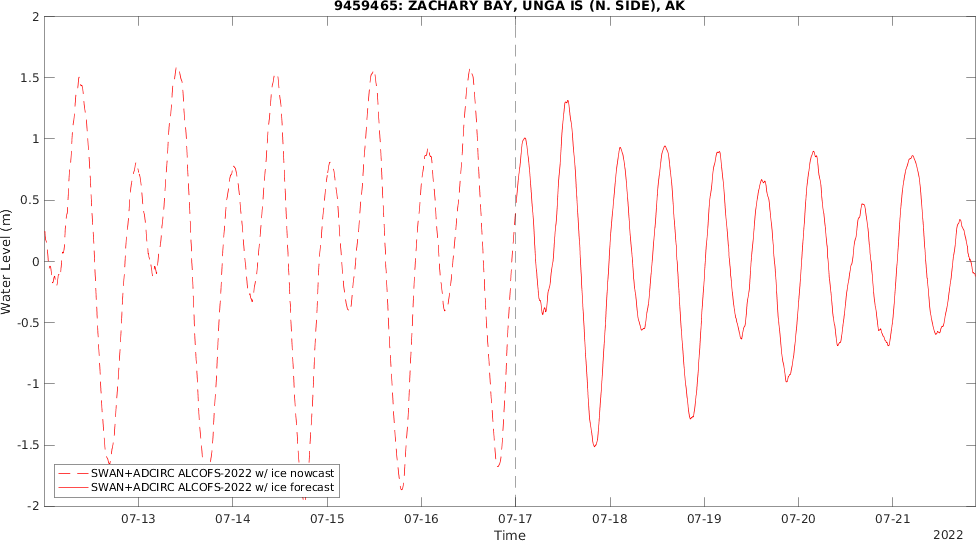 9459465: ZACHARY BAY, UNGA IS (N. SIDE), AK
2
1.5
1
0.5
0
-0.5
-1
-1.5
-2
Water Level (m)
SWAN+ADCIRC ALCOFS-2022 w/ ice nowcast
SWAN+ADCIRC ALCOFS-2022 w/ ice forecast
07-13 07-14 07-15 07-16 07-17 07-18 07-19 07-20 07-21
Time
2022